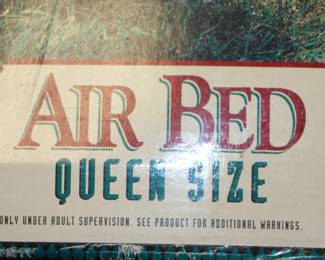 AIR BED
QUEEN SIZE
ONLY UNDER ADULT SUPERVISION. SEE PRODUCT FOR ADDITIONAL WARNINGS.